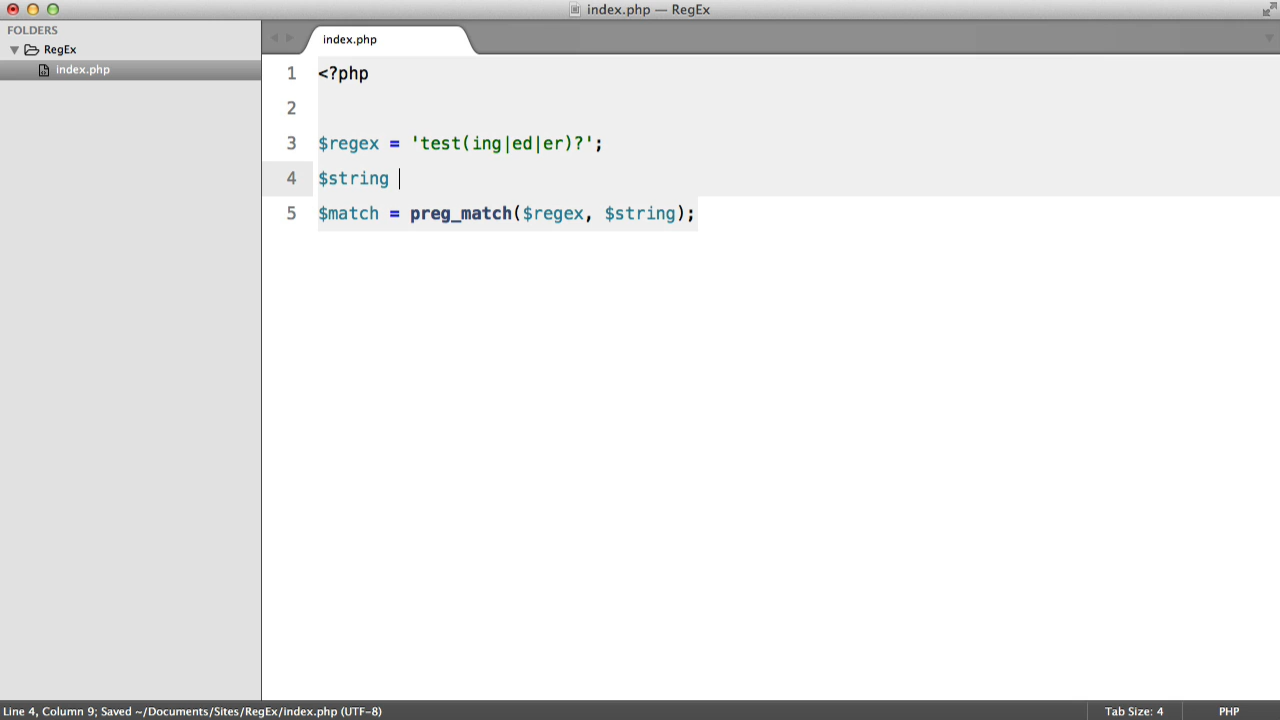 index.php — RegEx
FOLDERS
RegEx
index.php
index.php
1 <?php
2
3 $regex = 'test(ing|ed|er)?';
4 $string
5 $match = preg_match($regex, $string);
Line 4, Column 9; Saved ~/Documents/Sites/RegEx/index.php (UTF-8)
Tab Size: 4
PHP